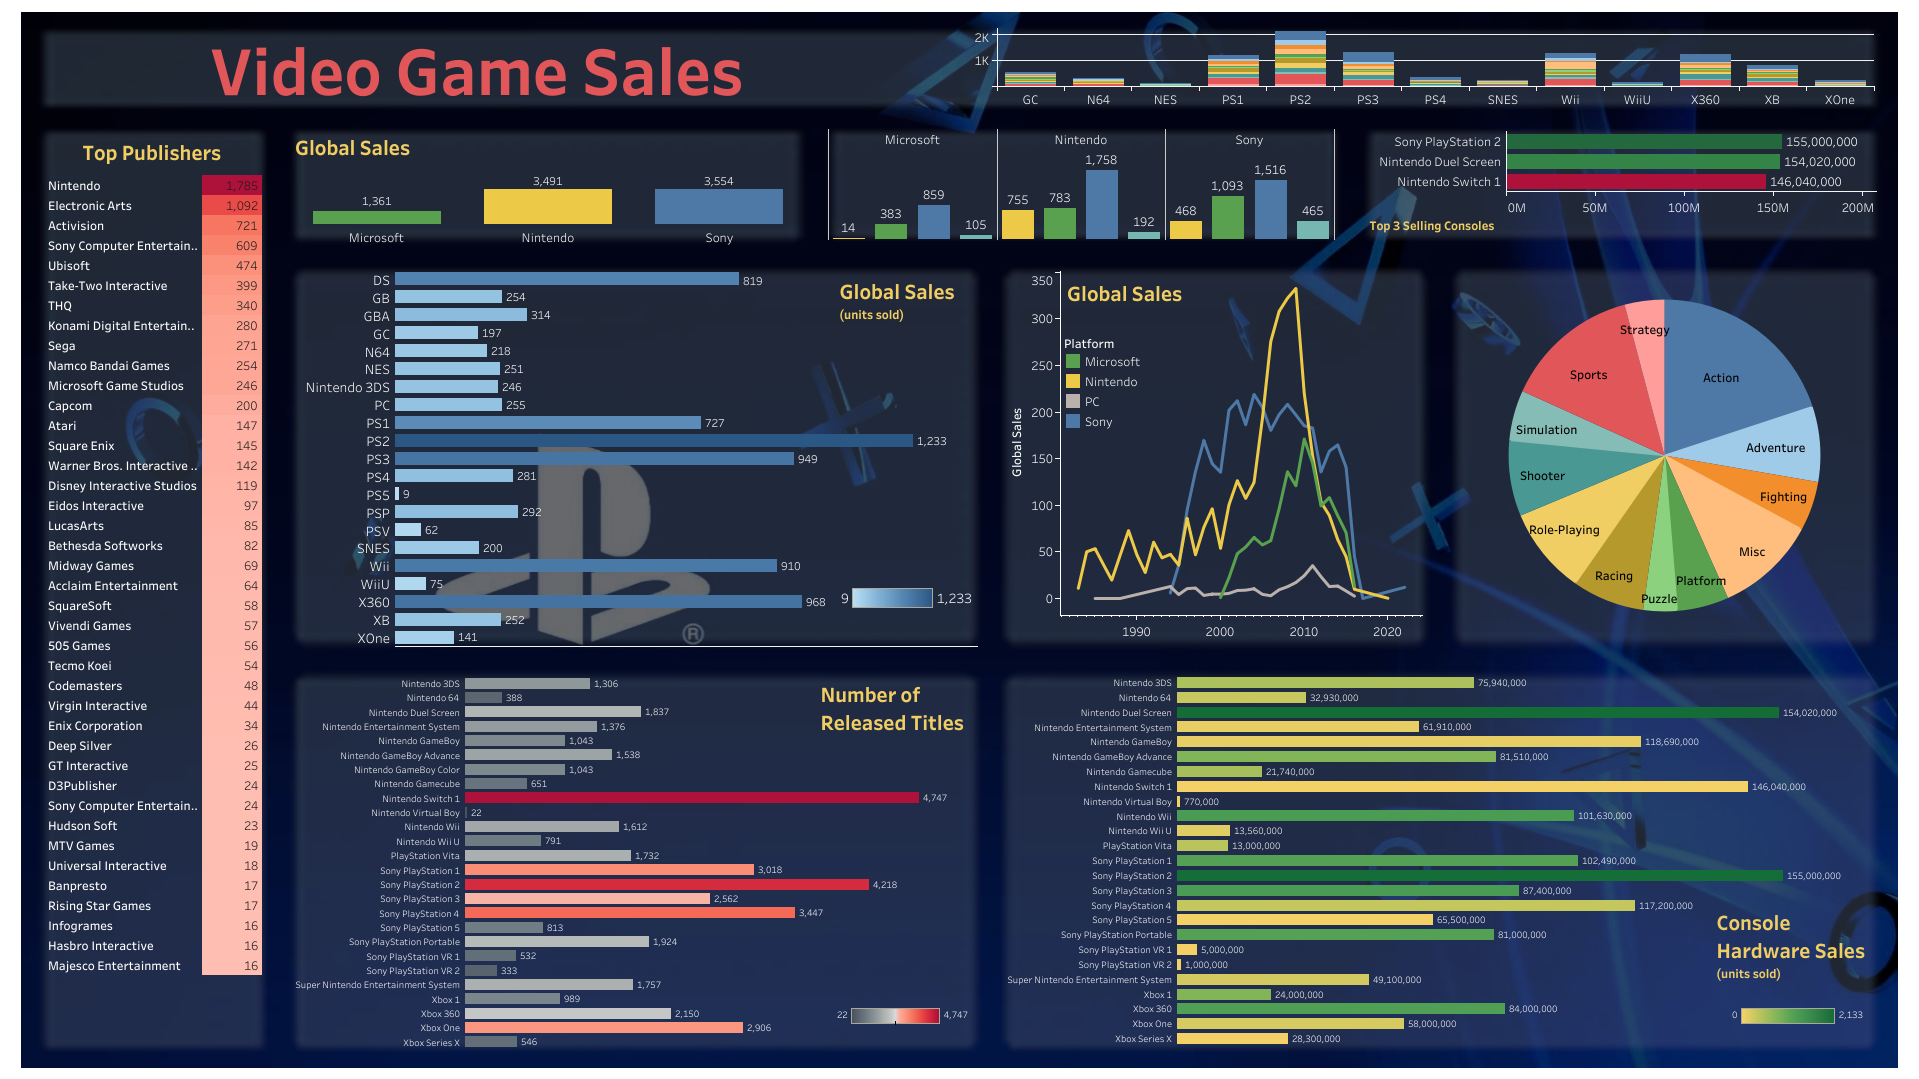 Video Game Sales
2K
1K
GC N64 NES PS1 PS2 PS3 PS4 SNES Wii WiiU X360 XB XOne
Top Publishers
Nintendo 1,785
Electronic Arts 1,092
Activision 721
Sony Computer Entertain.. 609
Ubisoft 474
Take-Two Interactive 399
THQ 340
Konami Digital Entertain.. 280
Sega 271
Namco Bandai Games 254
Microsoft Game Studios 246
Capcom 200
Atari 147
Square Enix 145
Warner Bros. Interactive .. 142
Disney Interactive Studios 119
Eidos Interactive 97
LucasArts 85
Bethesda Softworks 82
Midway Games 69
Acclaim Entertainment 64
SquareSoft 58
Vivendi Games 57
505 Games 56
Tecmo Koei 54
Codemasters 48
Virgin Interactive 44
Enix Corporation 34
Deep Silver 26
GT Interactive 25
D3Publisher 24
Sony Computer Entertain.. 24
Hudson Soft 23
MTV Games 19
Universal Interactive 18
Banpresto 17
Rising Star Games 17
Infogrames 16
Hasbro Interactive 16
Majesco Entertainment 16
Global Sales
1,361 3,491 3,554
Microsoft Nintendo Sony
Microsoft Nintendo Sony
14 383 859 105 755 783 1,758 192 468 1,093 1,516 465
Sony PlayStation 2 155,000,000
Nintendo Duel Screen 154,020,000
Nintendo Switch 1 146,040,000
0M 50M 100M 150M 200M
Top 3 Selling Consoles
Global Sales
(units sold)
DS 819
GB 254
GBA 314
GC 197
N64 218
NES 251
Nintendo 3DS 246
PC 255
PS1 727
PS2 1,233
PS3 949
PS4 281
PS5 9
PSP 292
PSV 62
SNES 200
Wii 910
WiiU 75
X360 968
XB 252
XOne 141
9 1,233
®
Global Sales
Platform
Microsoft
Nintendo
PC
Sony
Global Sales
350
300
250
200
150
100
50
0
1990 2000 2010 2020
Strategy
Action
Sports
Simulation
Adventure
Shooter
Fighting
Role-Playing
Misc
Racing
Platform
Puzzle
Number of
Released Titles
Nintendo 3DS 1,306
Nintendo 64 388
Nintendo Duel Screen 1,837
Nintendo Entertainment System 1,376
Nintendo GameBoy 1,043
Nintendo GameBoy Advance 1,538
Nintendo GameBoy Color 1,043
Nintendo Gamecube 651
Nintendo Switch 1 4,747
Nintendo Virtual Boy 22
Nintendo Wii 1,612
Nintendo Wii U 791
PlayStation Vita 1,732
Sony PlayStation 1 3,018
Sony PlayStation 2 4,218
Sony PlayStation 3 2,562
Sony PlayStation 4 3,447
Sony PlayStation 5 813
Sony PlayStation Portable 1,924
Sony PlayStation VR 1 532
Sony PlayStation VR 2 333
Super Nintendo Entertainment System 1,757
Xbox 1 989
Xbox 360 2,150
Xbox One 2,906
Xbox Series X 546
22 4,747
Nintendo 3DS 75,940,000
Nintendo 64 32,930,000
Nintendo Duel Screen 154,020,000
Nintendo Entertainment System 61,910,000
Nintendo GameBoy 118,690,000
Nintendo GameBoy Advance 81,510,000
Nintendo Gamecube 21,740,000
Nintendo Switch 1 146,040,000
Nintendo Virtual Boy 770,000
Nintendo Wii 101,630,000
Nintendo Wii U 13,560,000
PlayStation Vita 13,000,000
Sony PlayStation 1 102,490,000
Sony PlayStation 2 155,000,000
Sony PlayStation 3 87,400,000
Sony PlayStation 4 117,200,000
Sony PlayStation 5 65,500,000
Sony PlayStation Portable 81,000,000
Sony PlayStation VR 1 5,000,000
Sony PlayStation VR 2 1,000,000
Super Nintendo Entertainment System 49,100,000
Xbox 1 24,000,000
Xbox 360 84,000,000
Xbox One 58,000,000
Xbox Series X 28,300,000
Console
Hardware Sales
(units sold)
0 2,133